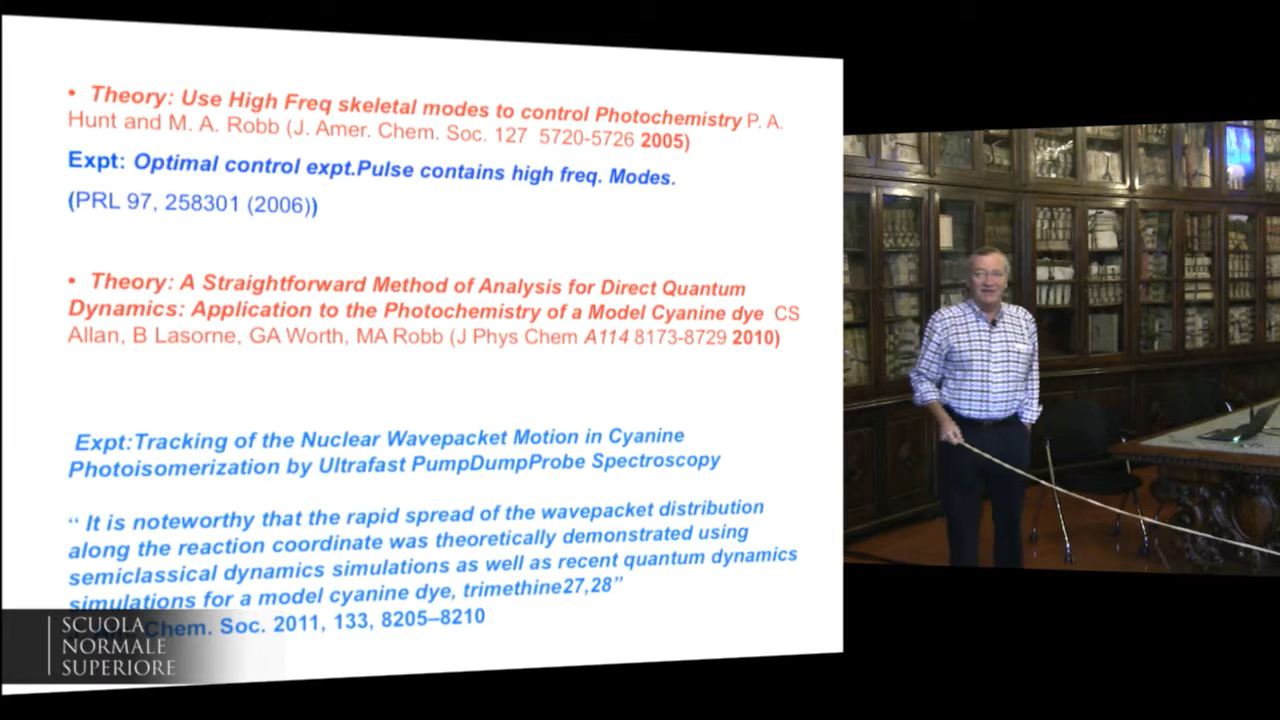 • Theory: Use High Freq skeletal modes to control Photochemistry P. A.
Hunt and M. A. Robb (J. Amer. Chem. Soc. 127 5720-5726 2005)
Expt: Optimal control expt.Pulse contains high freq. Modes.
(PRL 97, 258301 (2006))
• Theory: A Straightforward Method of Analysis for Direct Quantum
Dynamics: Application to the Photochemistry of a Model Cyanine dye CS
Allan, B Lasorne, GA Worth, MA Robb (J Phys Chem A114 8173-8729 2010)
Expt:Tracking of the Nuclear Wavepacket Motion in Cyanine
Photoisomerization by Ultrafast PumpDumpProbe Spectroscopy
“ It is noteworthy that the rapid spread of the wavepacket distribution
along the reaction coordinate was theoretically demonstrated using
semiclassical dynamics simulations as well as recent quantum dynamics
simulations for a model cyanine dye, trimethine27,28”
Chem. Soc. 2011, 133, 8205–8210
SCUOLA
NORMALE
SUPERIORE